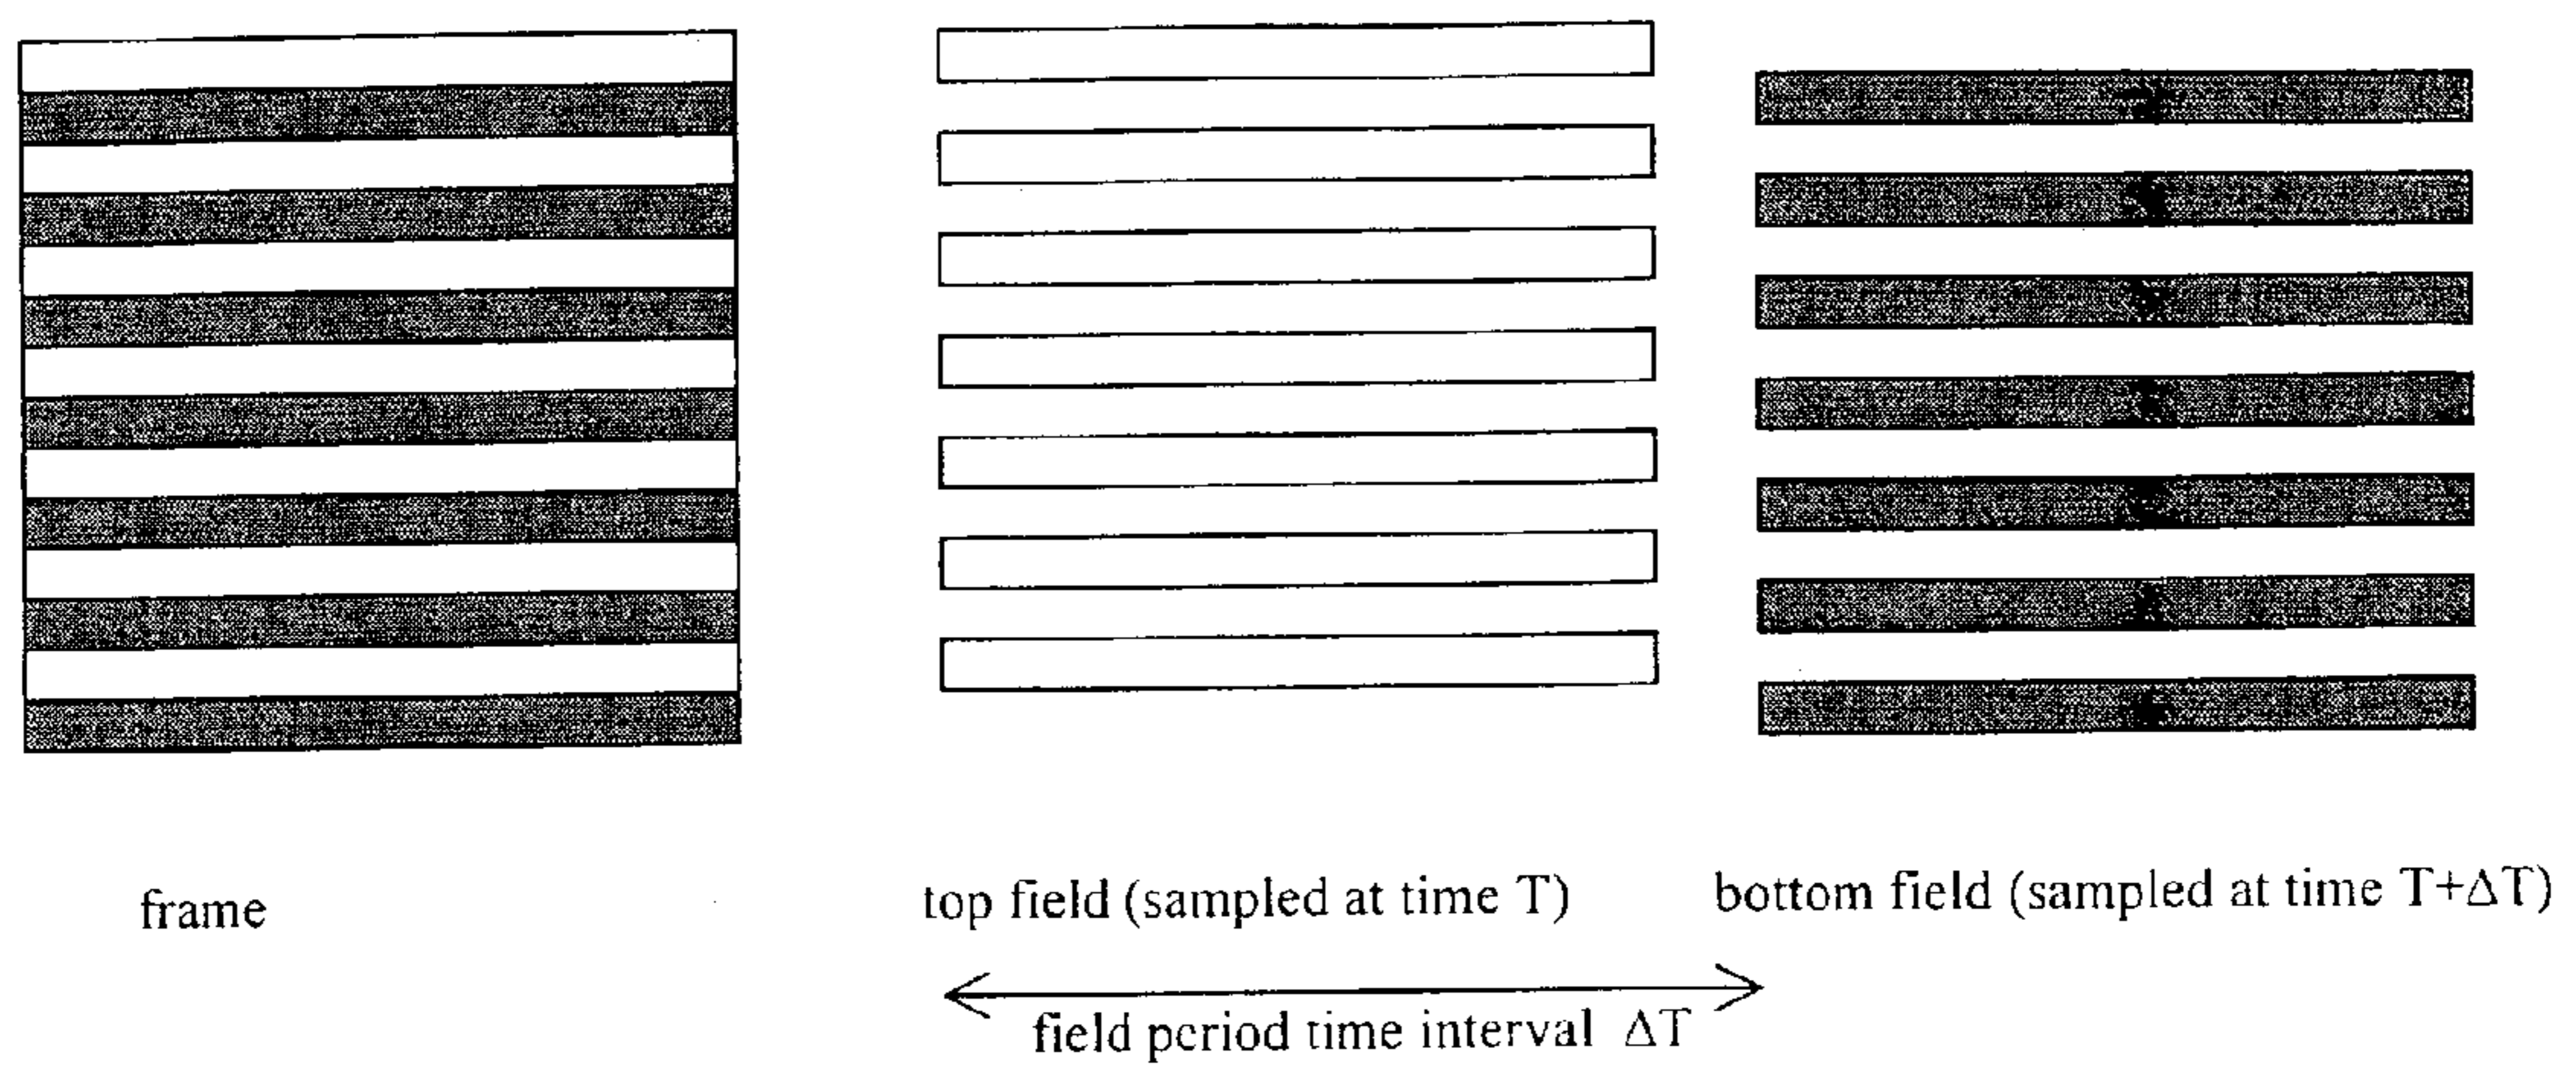 frame
top field (sampled at time T)
bottom field (sampled at time T+ΔT)
field period time interval ΔT